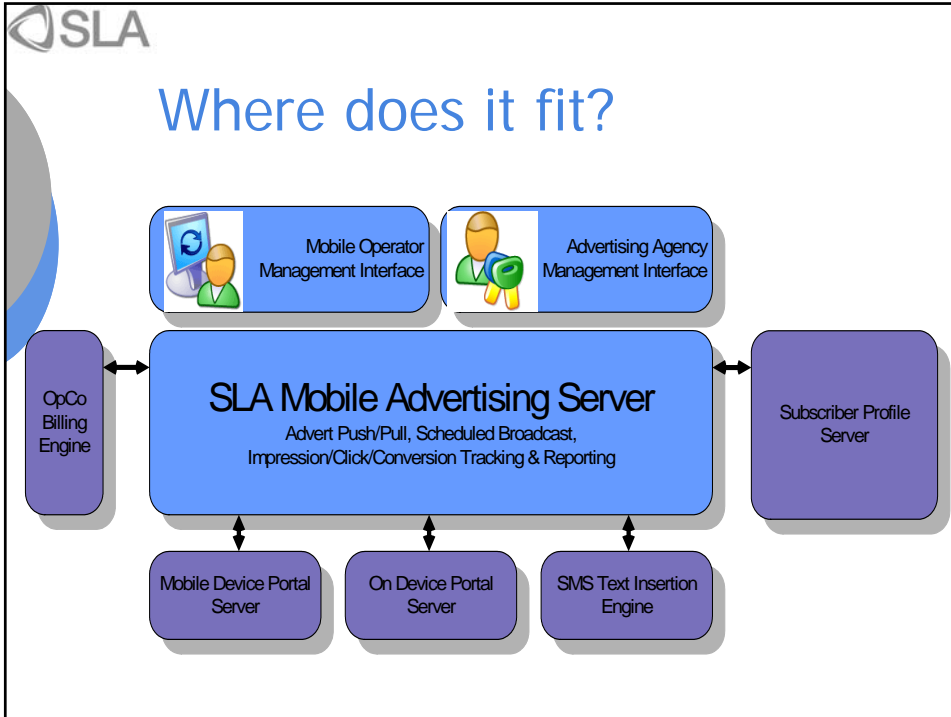 SLA
Where does it fit?
Mobile Operator
Management Interface
Advertising Agency
Management Interface
OpCo
Billing
Engine
SLA Mobile Advertising Server
Advert Push/Pull, Scheduled Broadcast,
Impression/Click/Conversion Tracking & Reporting
Subscriber Profile
Server
Mobile Device Portal
Server
On Device Portal
Server
SMS Text Insertion
Engine